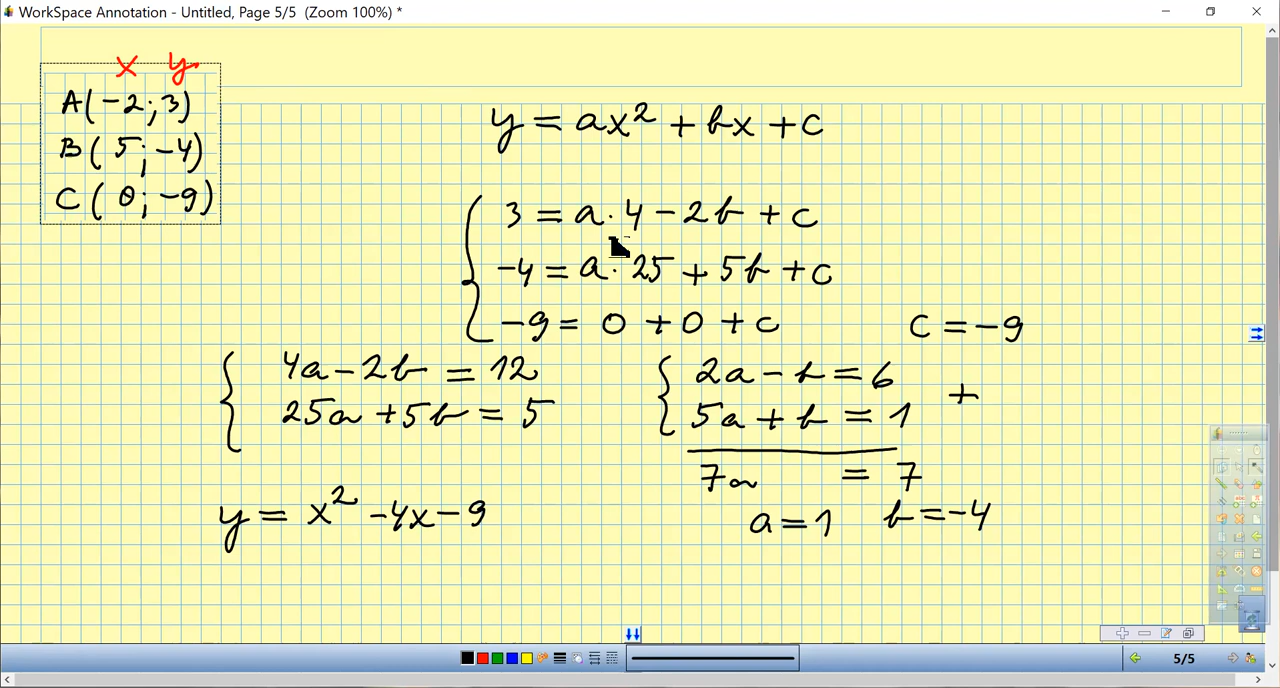 WorkSpace Annotation - Untitled, Page 5/5 (Zoom 100%) *
x y
A(-2;3)
B(5;-4)
C(0;-9)
y = ax² + bx + c
3 = a·4 - 2b + c
-4 = a·25 + 5b + c
-9 = 0 + 0 + c
c = -9
4a - 2b = 12
25a + 5b = 5
2a - b = 6
5a + b = 1
+
7a = 7
a = 1
b = -4
y = x² - 4x - 9
5/5